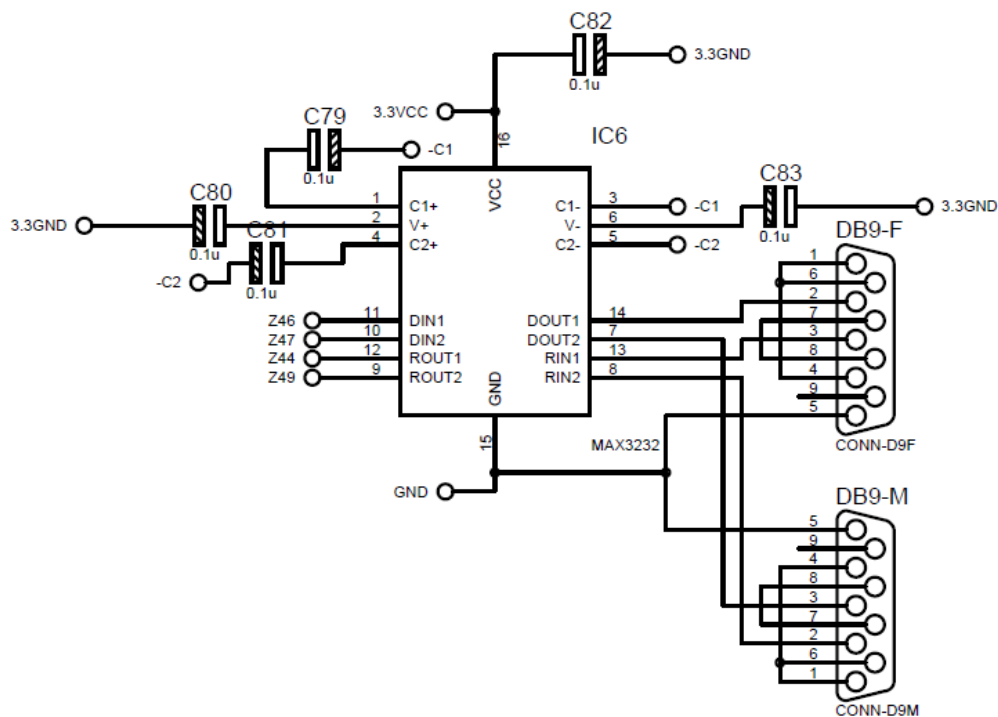 C82
3.3GND
0.1u
3.3VCC
C79
16
IC6
-C1
0.1u
VCC
C80
1
C1+
C1-
3
-C1
C83
3.3GND
2
V+
V-
6
3.3GND
0.1u
C81
4
C2+
C2-
5
-C2
0.1u
DB9-F
-C2
0.1u
1
6
2
Z46
11
DIN1
DOUT1
14
7
Z47
10
DIN2
DOUT2
7
3
Z44
12
ROUT1
RIN1
13
8
Z49
9
ROUT2
RIN2
8
4
GND
9
5
15
MAX3232
CONN-D9F
GND
DB9-M
5
9
4
8
3
7
2
6
1
CONN-D9M